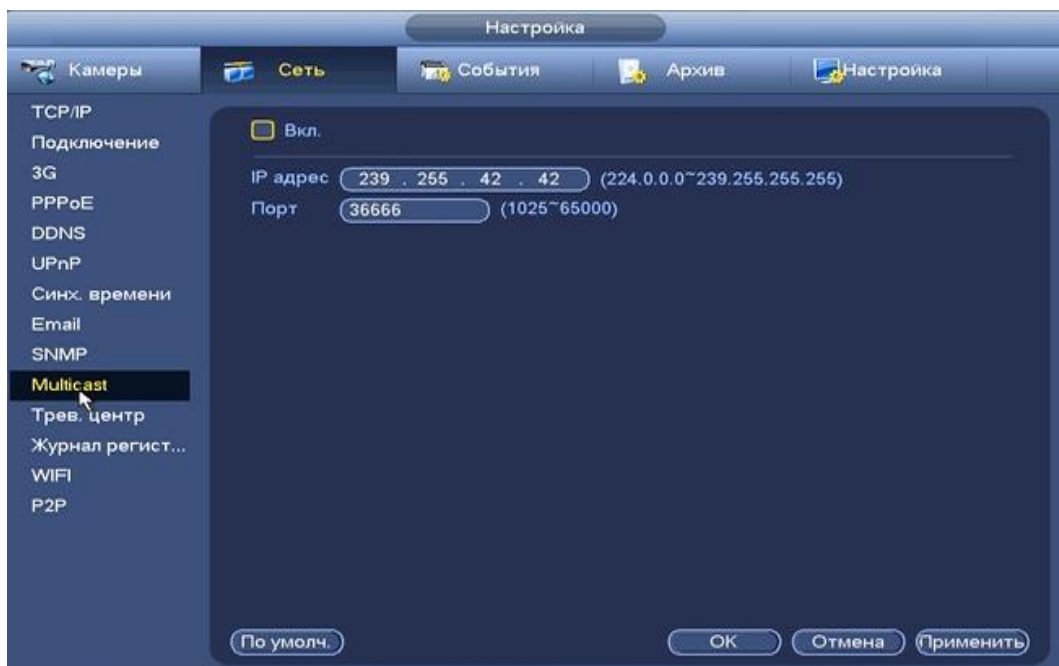 Настройка
Камеры
Сеть
События
Архив
Настройка
TCP/IP
Подключение
3G
PPPoE
DDNS
UPnP
Синх. времени
Email
SNMP
Multicast
Трев. центр
Журнал регист...
WIFI
P2P
Вкл.
IP адрес 239 . 255 . 42 . 42 (224.0.0.0~239.255.255.255)
Порт 36666 (1025~65000)
По умолч. OK Отмена Применить